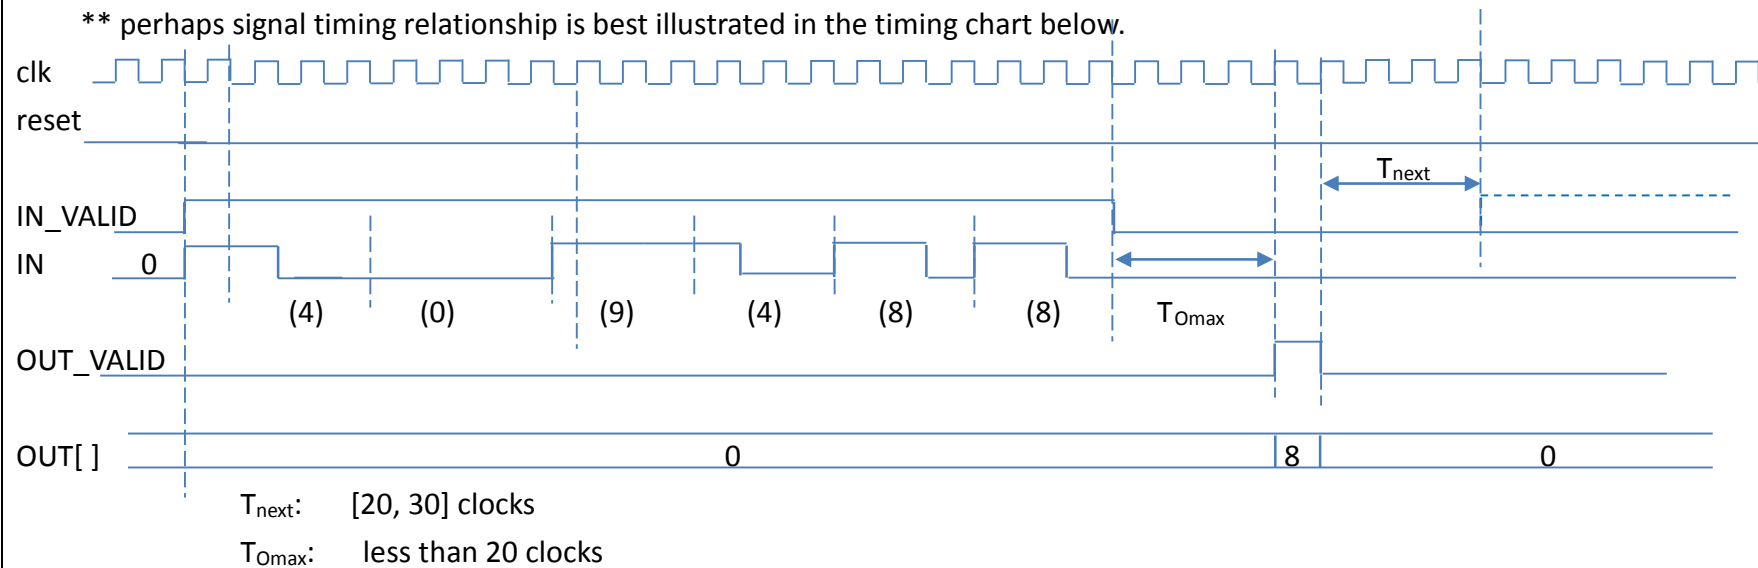 ** perhaps signal timing relationship is best illustrated in the timing chart below.
clk
reset
Tnext
IN_VALID
IN 0
(4) (0) (9) (4) (8) (8) TOmax
OUT_VALID
OUT[ ] 0 8 0
Tnext: [20, 30] clocks
TOmax: less than 20 clocks